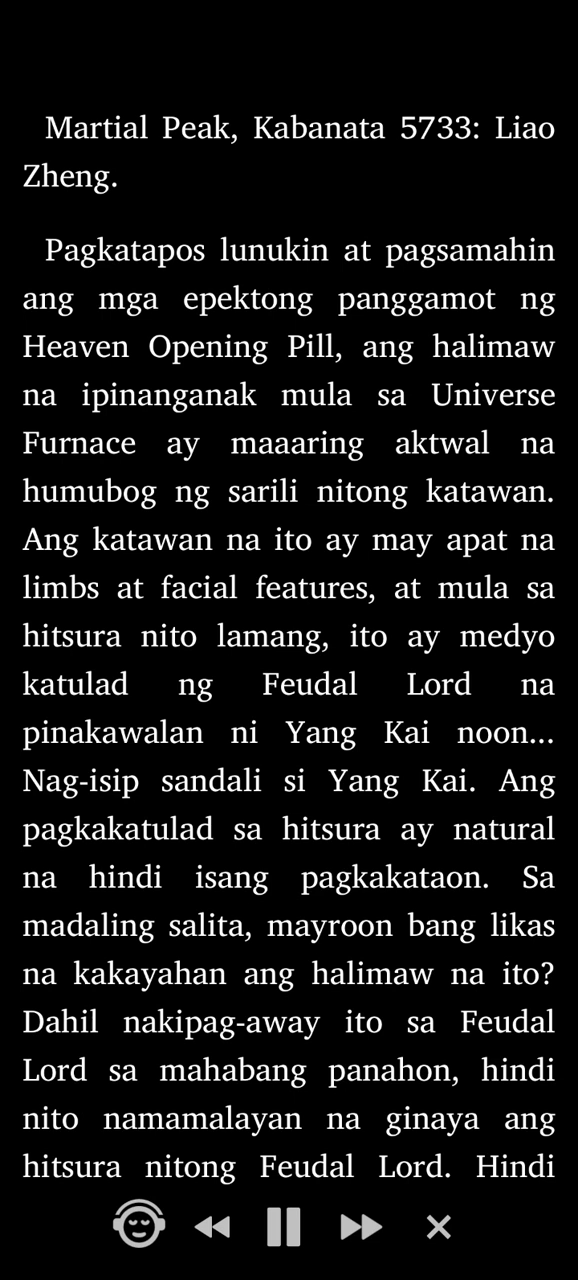 Martial Peak, Kabanata 5733: Liao
Zheng.
Pagkatapos lunukin at pagsamahin
ang mga epektong panggamot ng
Heaven Opening Pill, ang halimaw
na ipinanganak mula sa Universe
Furnace ay maaaring aktwal na
humubog ng sarili nitong katawan.
Ang katawan na ito ay may apat na
limbs at facial features, at mula sa
hitsura nito lamang, ito ay medyo
katulad ng Feudal Lord na
pinakawalan ni Yang Kai noon...
Nag-isip sandali si Yang Kai. Ang
pagkakatulad sa hitsura ay natural
na hindi isang pagkakataon. Sa
madaling salita, mayroon bang likas
na kakayahan ang halimaw na ito?
Dahil nakipag-away ito sa Feudal
Lord sa mahabang panahon, hindi
nito namamalayan na ginaya ang
hitsura nitong Feudal Lord. Hindi